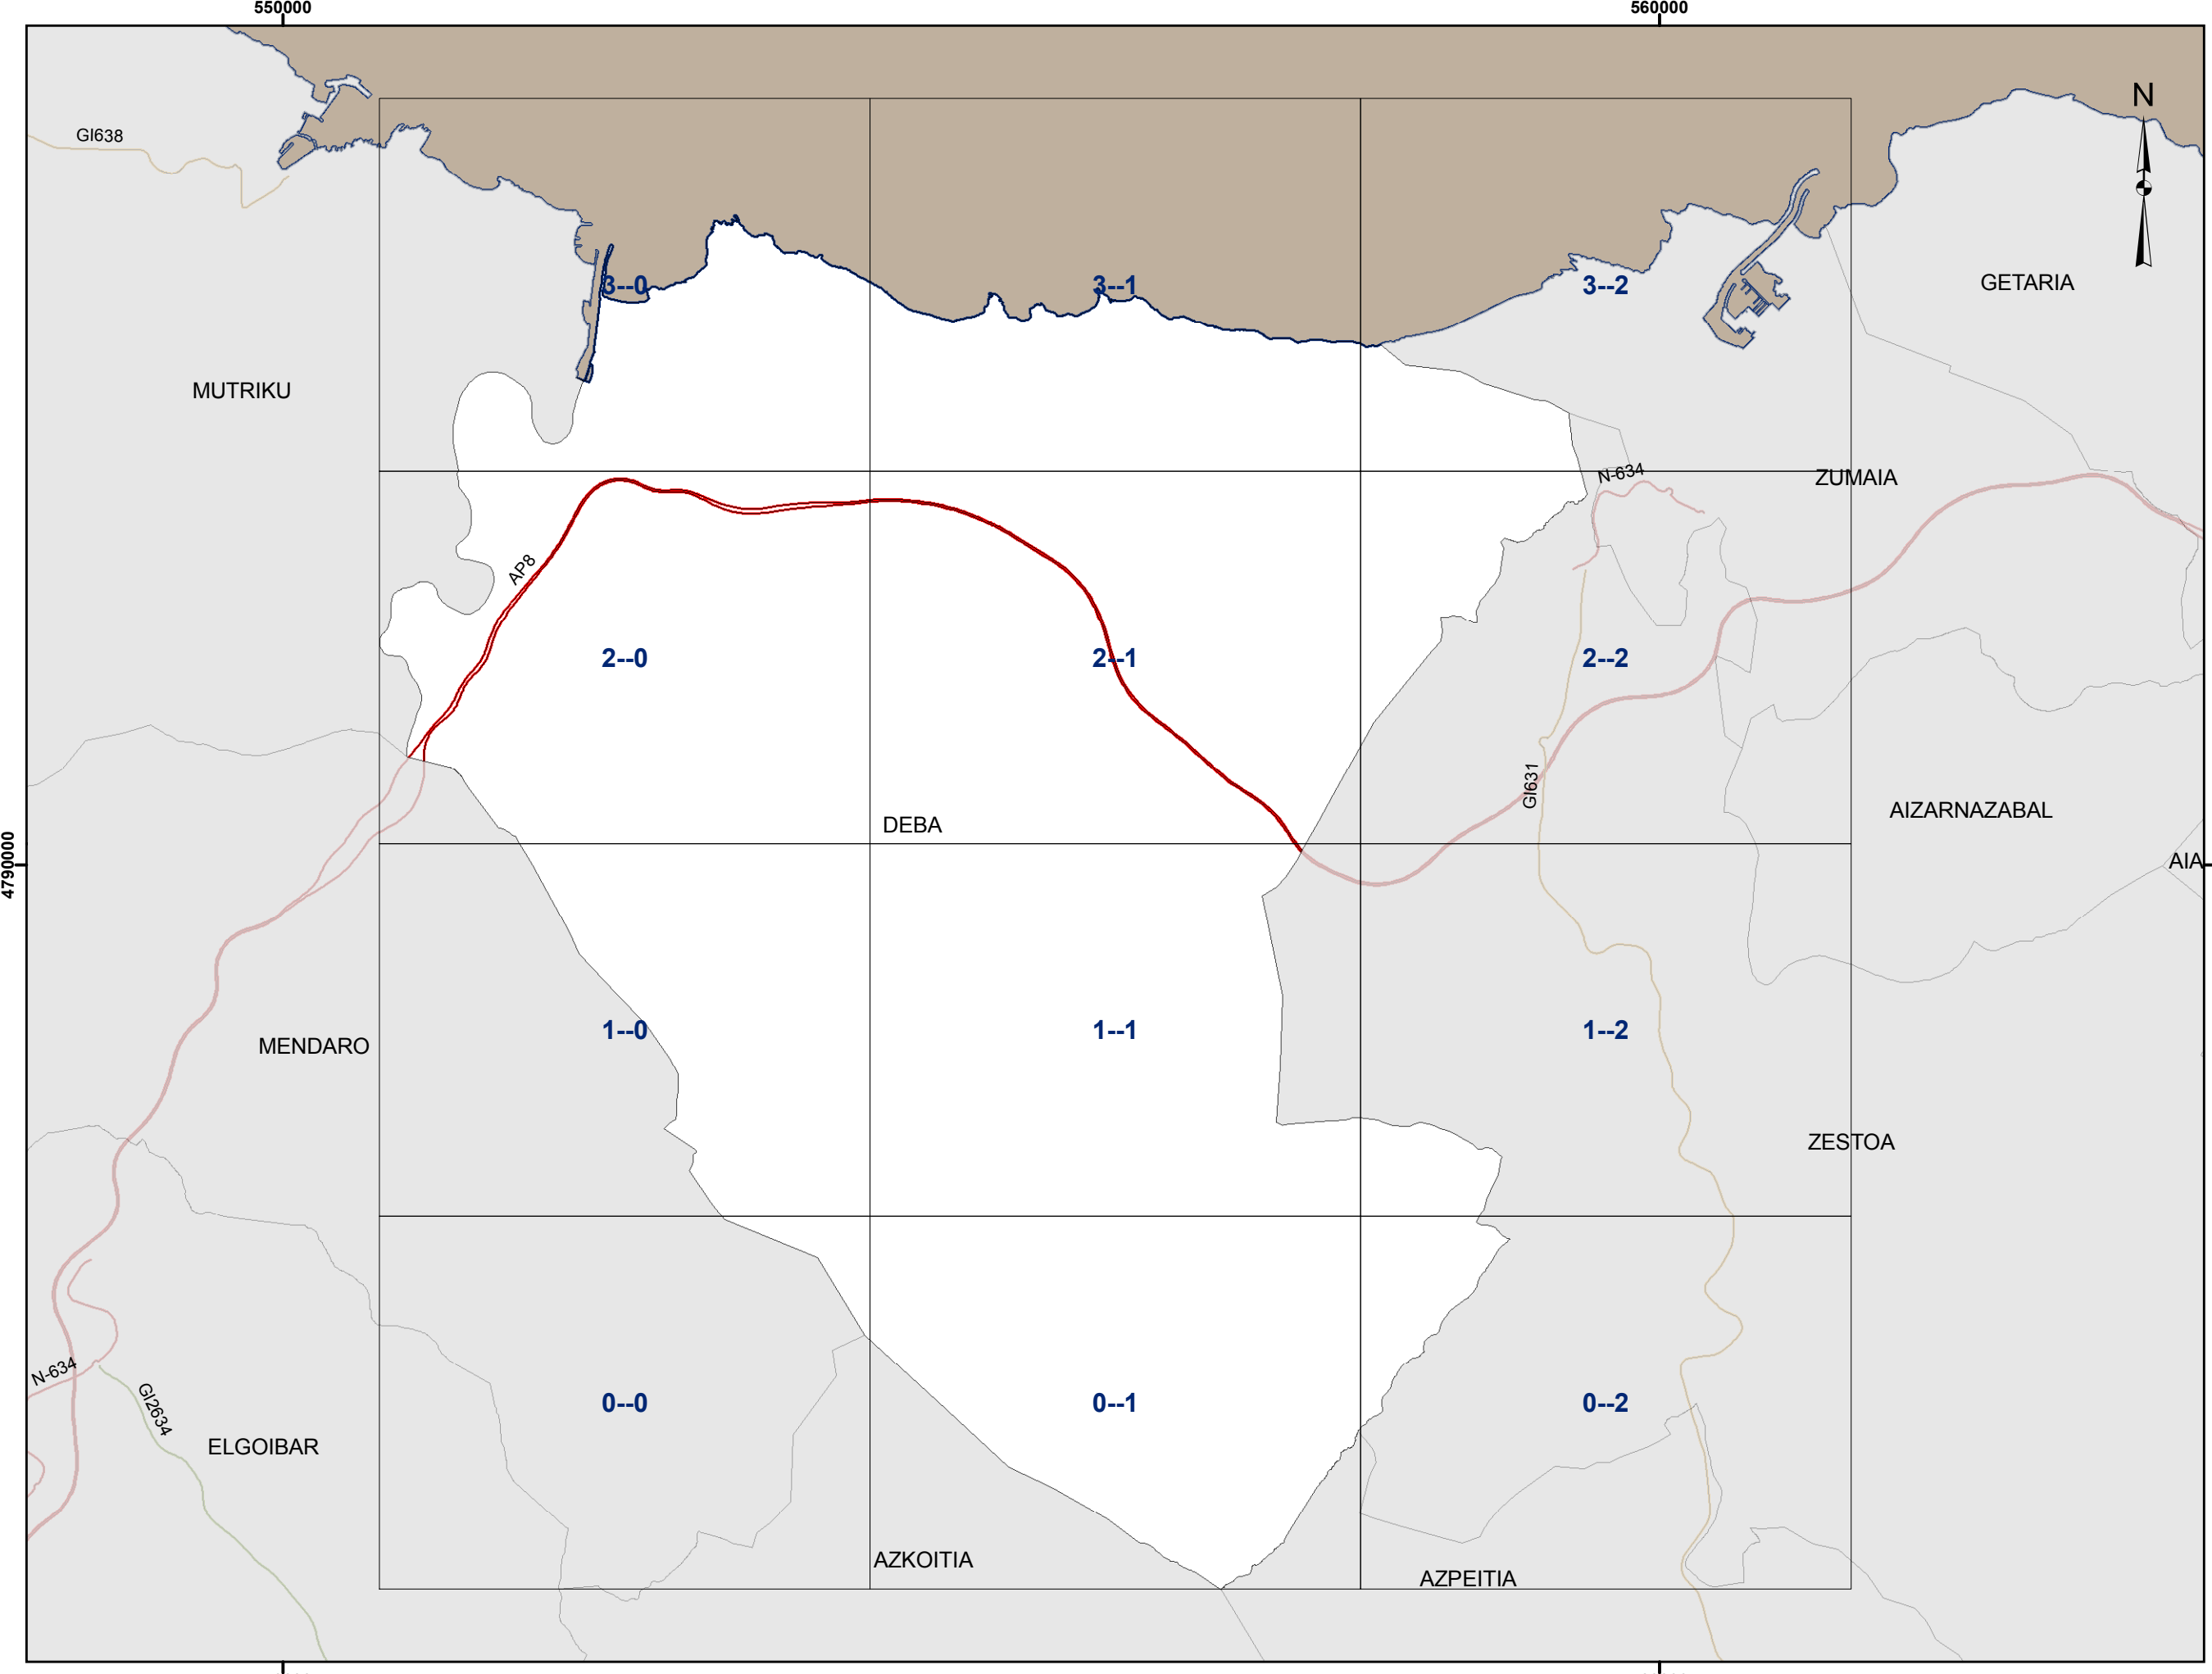 550000
560000
GI638
N
3--0
3--1
3--2
GETARIA
MUTRIKU
N-634
ZUMAIA
AP8
2--0
2--1
2--2
GI631
DEBA
AIZARNAZABAL
4790000
AIA
1--0
1--1
1--2
MENDARO
ZESTOA
N-634
GI2634
0--0
0--1
0--2
ELGOIBAR
AZKOITIA
AZPEITIA